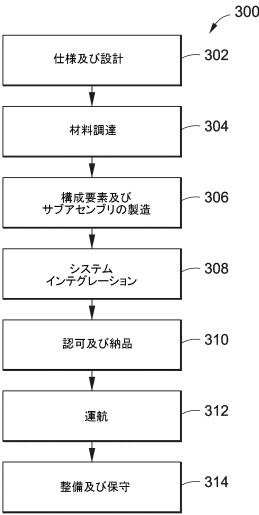 300
仕様及び設計 302
材料調達 304
構成要素及び
サブアセンブリの製造 306
システム
インテグレーション 308
認可及び納品 310
運航 312
整備及び保守 314